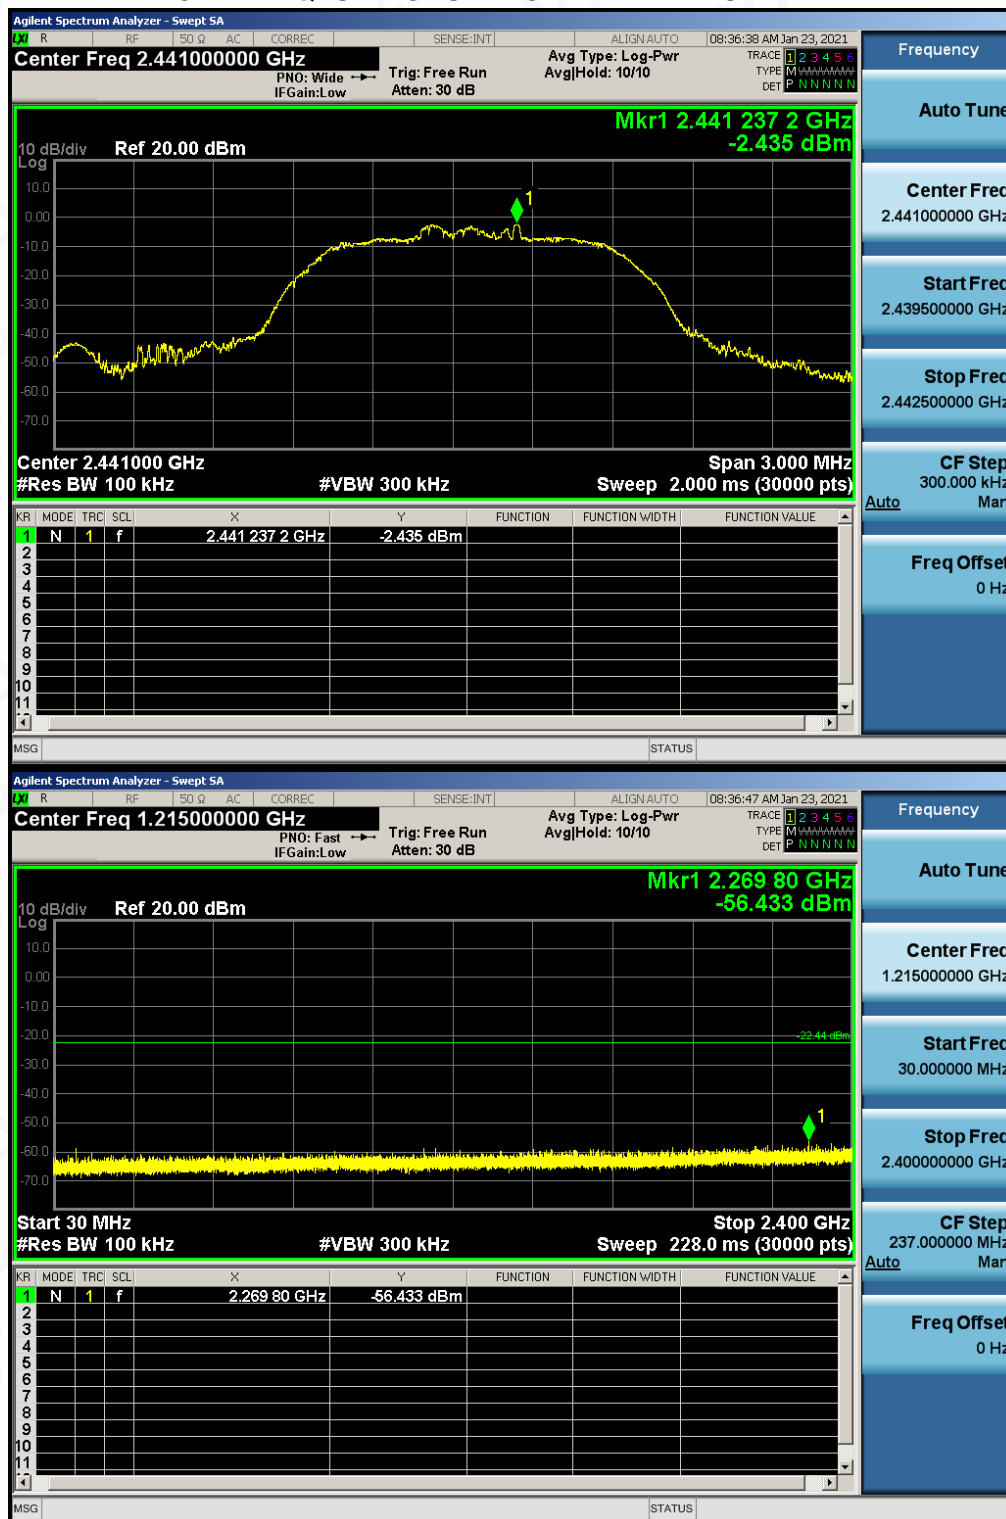 Agilent Spectrum Analyzer - Swept SA
LXI R RF 50 Ω AC CORREC SENSE:INT ALIGN AUTO 08:36:38 AM Jan 23, 2021
Center Freq 2.441000000 GHz
PNO: Wide
IFGain:Low
Trig: Free Run
Atten: 30 dB
Avg Type: Log-Pwr
Avg|Hold: 10/10
TRACE 1 2 3 4 5 6
TYPE M WWWWW
DET P N N N N N
Mkr1 2.441 237 2 GHz
-2.435 dBm
10 dB/div Ref 20.00 dBm
Log
10.0
0.00
-10.0
-20.0
-30.0
-40.0
-50.0
-60.0
-70.0
1
Center 2.441000 GHz Span 3.000 MHz
#Res BW 100 kHz #VBW 300 kHz Sweep 2.000 ms (30000 pts)
KR MODE TRC SCL X Y FUNCTION FUNCTION WIDTH FUNCTION VALUE
1 N 1 f 2.441 237 2 GHz -2.435 dBm
2
3
4
5
6
7
8
9
10
11
MSG STATUS
Frequency
Auto Tune
Center Freq
2.441000000 GHz
Start Freq
2.439500000 GHz
Stop Freq
2.442500000 GHz
CF Step
300.000 kHz
Auto Man
Freq Offset
0 Hz
Agilent Spectrum Analyzer - Swept SA
LXI R RF 50 Ω AC CORREC SENSE:INT ALIGN AUTO 08:36:47 AM Jan 23, 2021
Center Freq 1.215000000 GHz
PNO: Fast
IFGain:Low
Trig: Free Run
Atten: 30 dB
Avg Type: Log-Pwr
Avg|Hold: 10/10
TRACE 1 2 3 4 5 6
TYPE M WWWWW
DET P N N N N N
Mkr1 2.269 80 GHz
-56.433 dBm
10 dB/div Ref 20.00 dBm
Log
10.0
0.00
-10.0
-20.0
-30.0
-40.0
-50.0
-60.0
-70.0
-22.44 dBm
1
Start 30 MHz Stop 2.400 GHz
#Res BW 100 kHz #VBW 300 kHz Sweep 228.0 ms (30000 pts)
KR MODE TRC SCL X Y FUNCTION FUNCTION WIDTH FUNCTION VALUE
1 N 1 f 2.269 80 GHz -56.433 dBm
2
3
4
5
6
7
8
9
10
11
MSG STATUS
Frequency
Auto Tune
Center Freq
1.215000000 GHz
Start Freq
30.000000 MHz
Stop Freq
2.400000000 GHz
CF Step
237.000000 MHz
Auto Man
Freq Offset
0 Hz